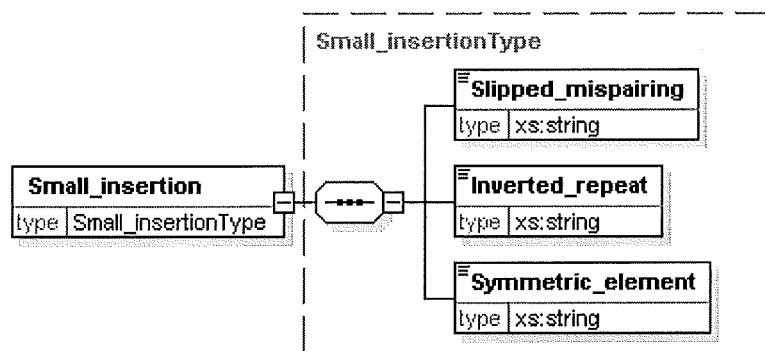 Small_insertionType
Slipped_mispairing
type xs:string
Small_insertion
type Small_insertionType
Inverted_repeat
type xs:string
Symmetric_element
type xs:string